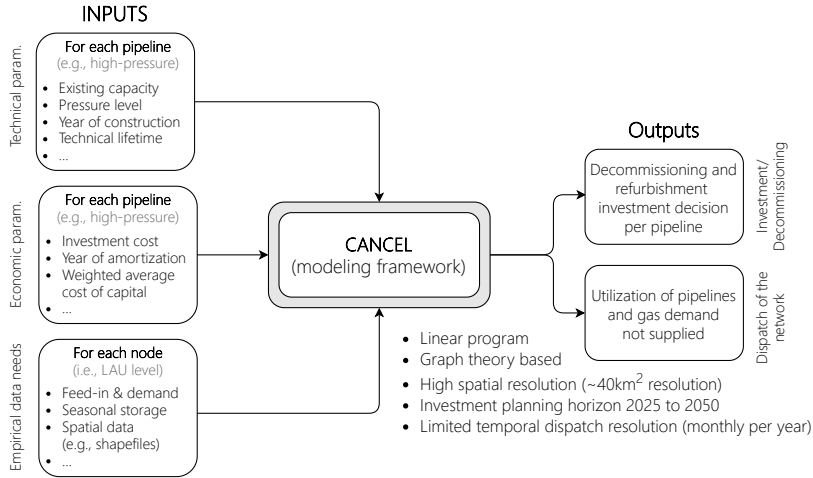 INPUTS
Technical param.
For each pipeline
(e.g., high-pressure)
• Existing capacity
• Pressure level
• Year of construction
• Technical lifetime
• ...
Economic param.
For each pipeline
(e.g., high-pressure)
• Investment cost
• Year of amortization
• Weighted average
cost of capital
• ...
Empirical data needs
For each node
(i.e., LAU level)
• Feed-in & demand
• Seasonal storage
• Spatial data
(e.g., shapefiles)
• ...
CANCEL
(modeling framework)
• Linear program
• Graph theory based
• High spatial resolution (~40km² resolution)
• Investment planning horizon 2025 to 2050
• Limited temporal dispatch resolution (monthly per year)
Outputs
Decommissioning and
refurbishment
investment decision
per pipeline
Investment/
Decommissioning
Utilization of pipelines
and gas demand
not supplied
Dispatch of the
network